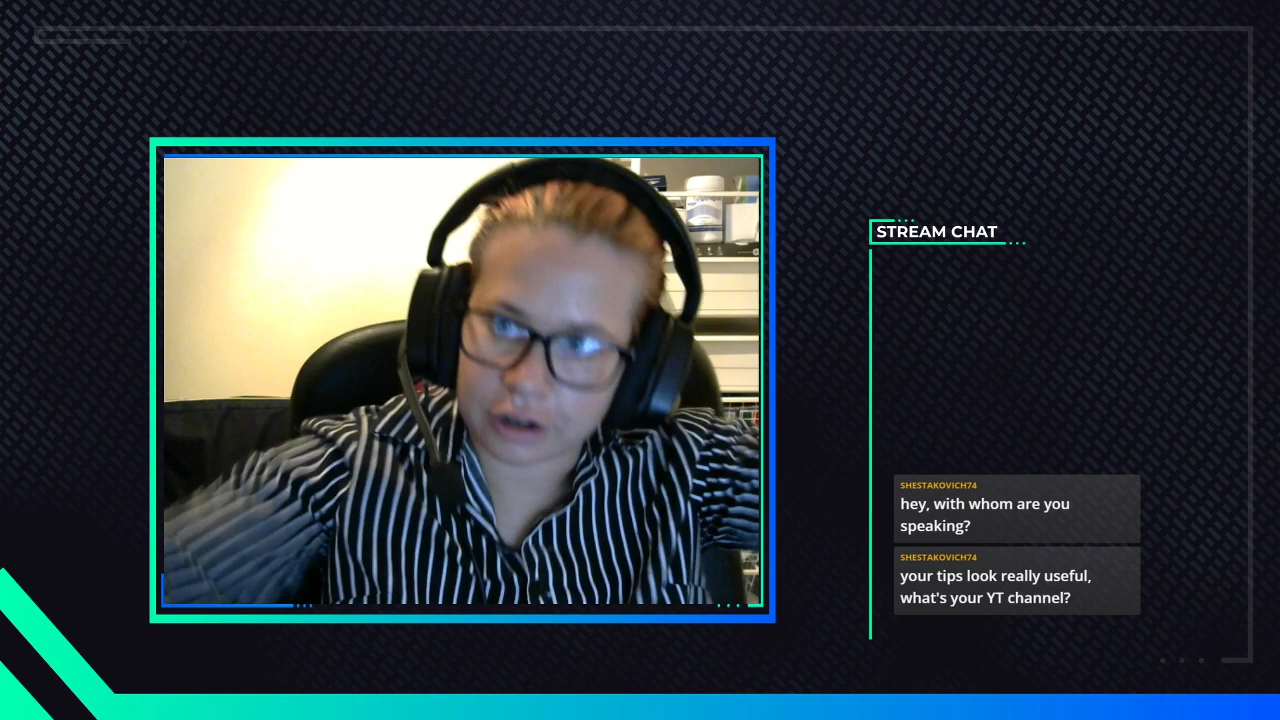 STREAM CHAT
SHESTAKOVICH74
hey, with whom are you
speaking?
SHESTAKOVICH74
your tips look really useful,
what's your YT channel?